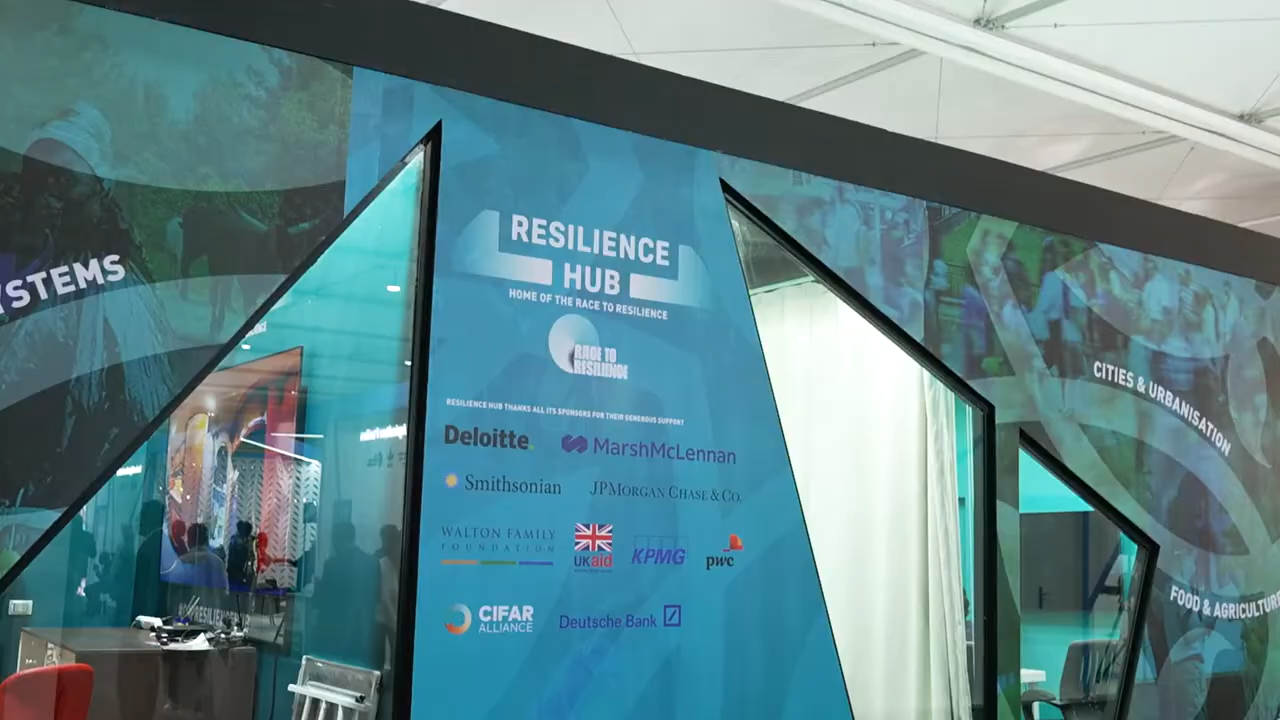 YSTEMS
RESILIENCE
HUB
HOME OF THE RACE TO RESILIENCE
RACE TO
RESILIENCE
RESILIENCE HUB THANKS ALL ITS SPONSORS FOR THEIR GENEROUS SUPPORT
Deloitte.
MarshMcLennan
Smithsonian
JPMORGAN CHASE & CO.
WALTON FAMILY
FOUNDATION
UKaid
KPMG
pwc
CIFAR
ALLIANCE
Deutsche Bank
CITIES & URBANISATION
FOOD & AGRICULTURE